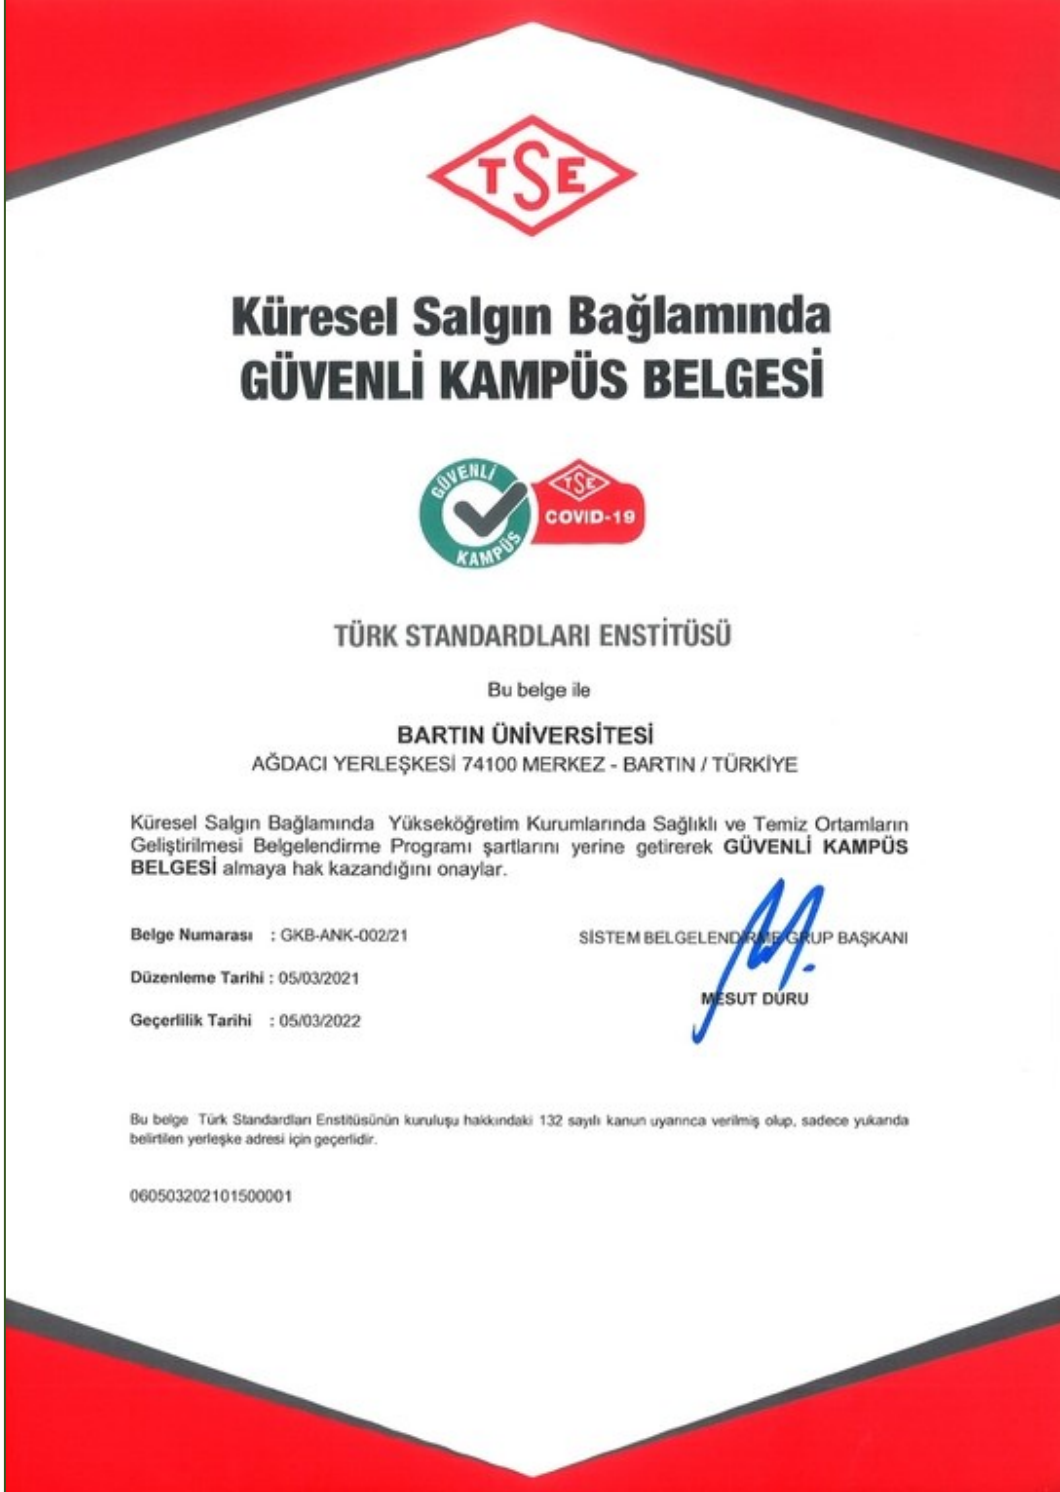 TSE
Küresel Salgın Bağlamında
GÜVENLİ KAMPÜS BELGESİ
GÜVENLİ
KAMPÜS
TSE
COVID-19
TÜRK STANDARDLARI ENSTİTÜSÜ
Bu belge ile
BARTIN ÜNİVERSİTESİ
AĞDACI YERLEŞKESİ 74100 MERKEZ - BARTIN / TÜRKİYE
Küresel Salgın Bağlamında Yükseköğretim Kurumlarında Sağlıklı ve Temiz Ortamların
Geliştirilmesi Belgelendirme Programı şartlarını yerine getirerek GÜVENLİ KAMPÜS
BELGESİ almaya hak kazandığını onaylar.
Belge Numarası : GKB-ANK-002/21
SİSTEM BELGELENDİRME GRUP BAŞKANI
Düzenleme Tarihi : 05/03/2021
MESUT DURU
Geçerlilik Tarihi : 05/03/2022
Bu belge Türk Standardları Enstitüsünün kuruluşu hakkındaki 132 sayılı kanun uyarınca verilmiş olup, sadece yukarıda
belirtilen yerleşke adresi için geçerlidir.
060503202101500001